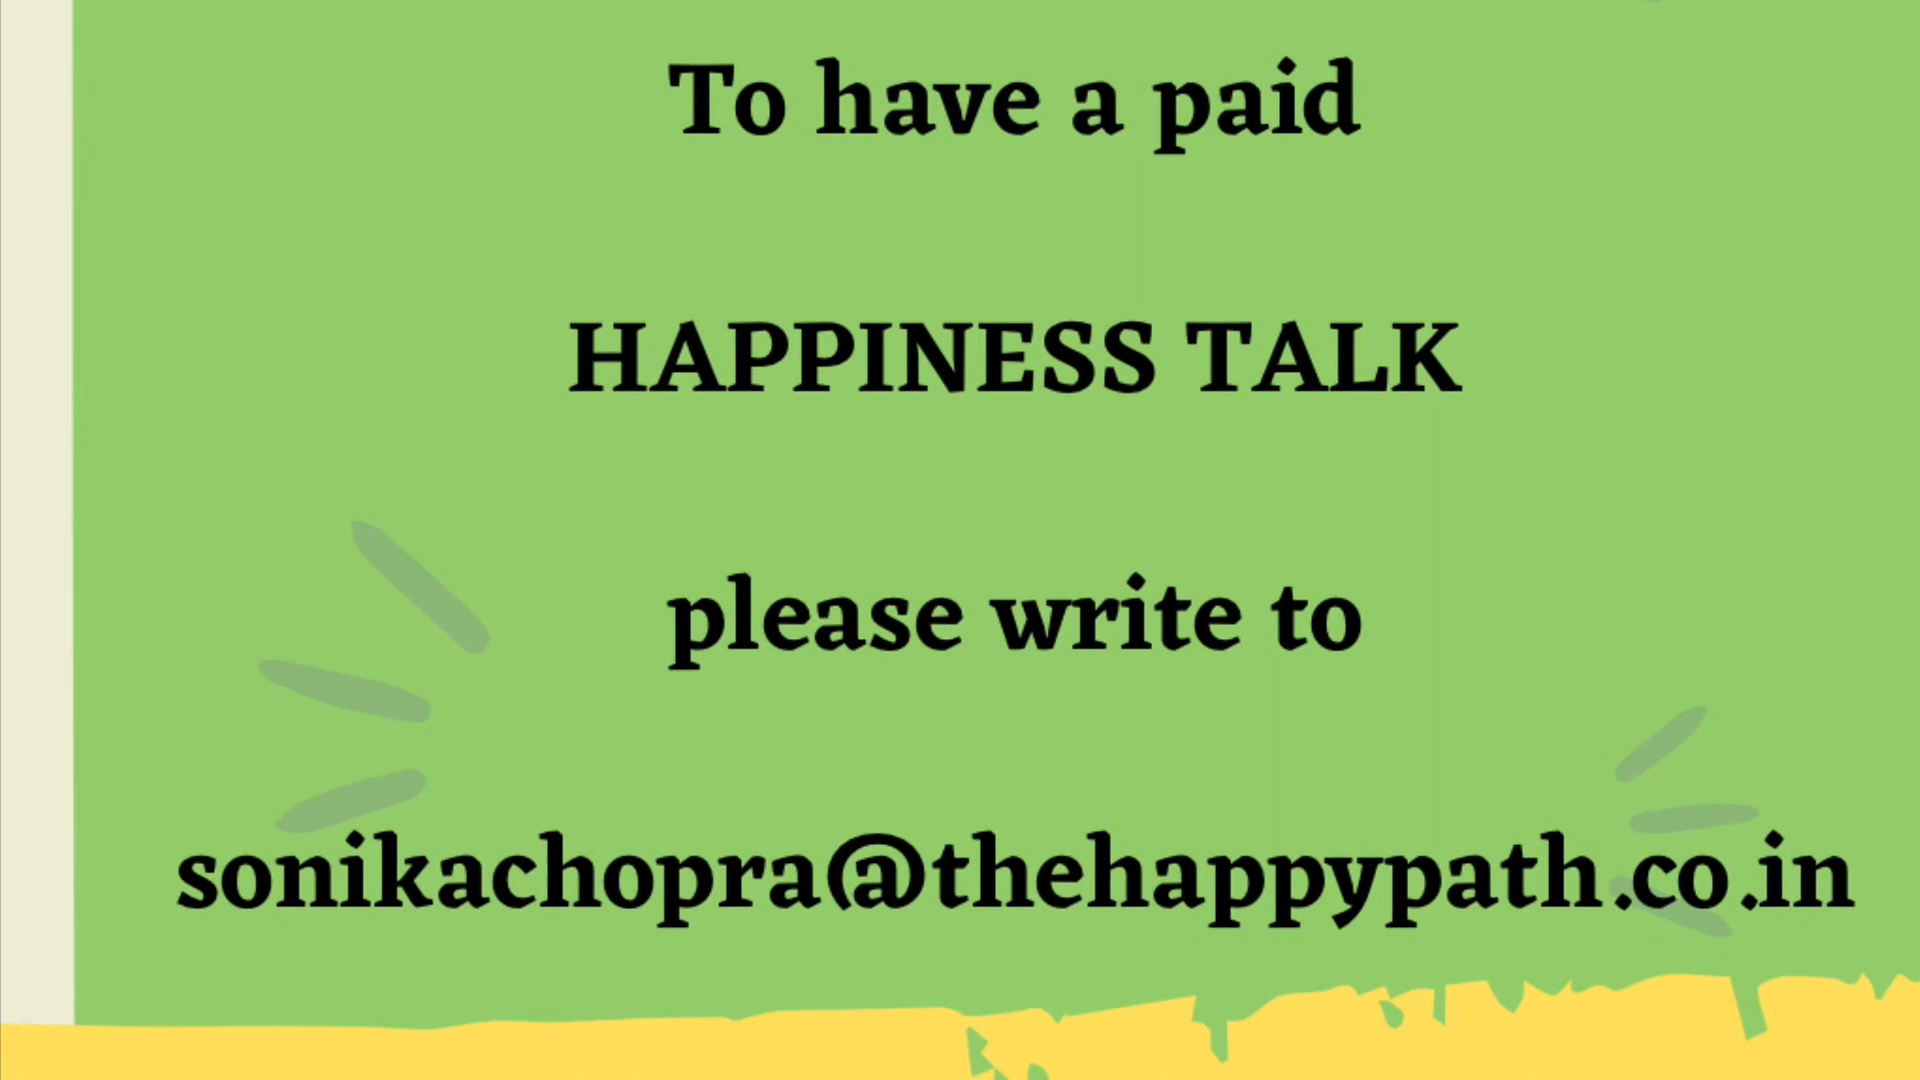 To have a paid
HAPPINESS TALK
please write to
sonikachopra@thehappypath.co.in